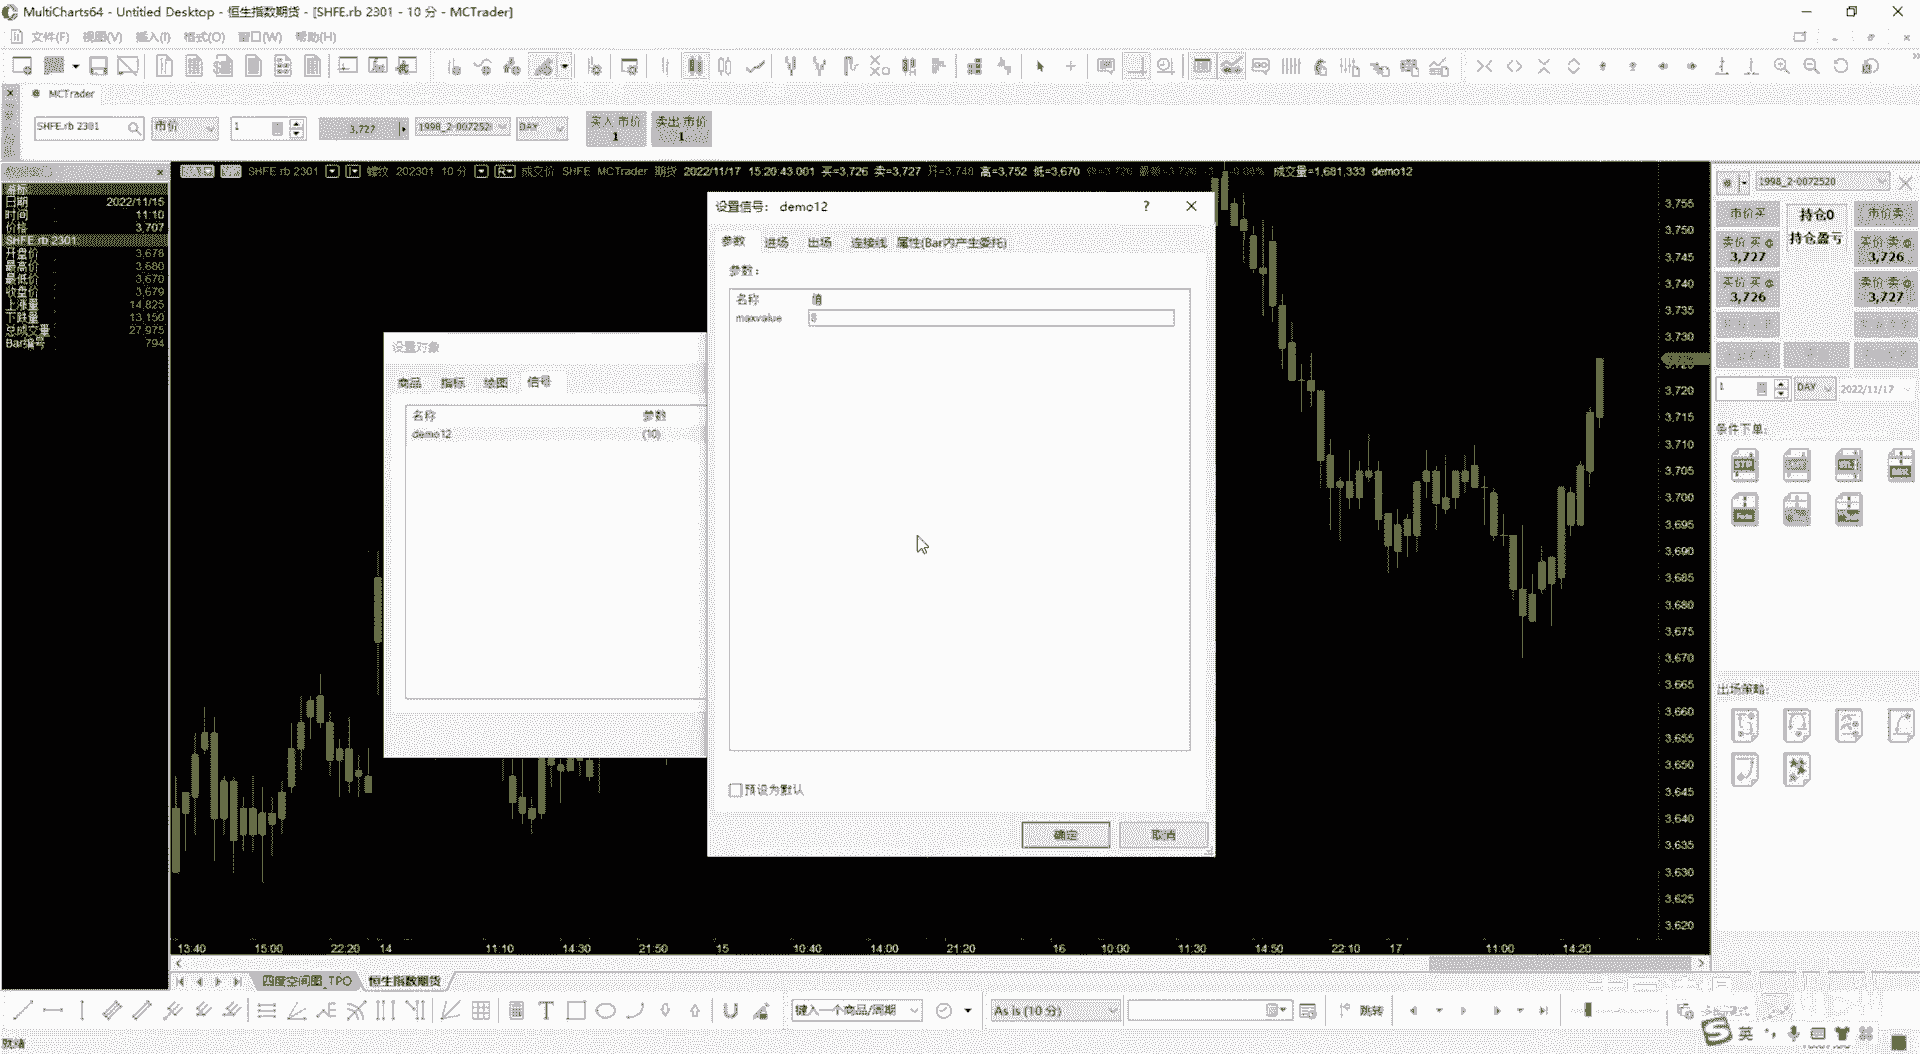 MultiCharts64 - Untitled Desktop - 恒生指数期货 - [SHFE.rb 2301 - 10 分 - MCTrader]
文件(F) 视图(V) 插入(I) 格式(O) 窗口(W) 帮助(H)
MCTrader
SHFE.rb 2301 市价 1 3,727 DAY
买入 市价 1
卖出 市价 1
SHFE rb 2301 螺纹 202301 10 分 成交价 SHFE MCTrader 期货 2022/11/17 15:20:43.001 买=3,726 卖=3,727 开=3,748 高=3,752 低=3,670 成交量=1,681,333 demo12
日期 2022/11/15
时间 11:10
价格 3,707
SHFE rb 2301
开盘价 3,678
最高价 3,680
最低价 3,670
收盘价 3,679
上涨量 14,825
下跌量 13,150
总成交量 27,975
Bar编号 794
设置对象
商品 指标 绘图 信号
名称 参数
demo12 (10)
设置信号: demo12
参数 进场 出场 连接线 属性(Bar内产生委托)
参数:
名称 值
maxvalue
预设为默认
确定 取消
3,755
3,750
3,745
3,740
3,735
3,730
3,720
3,715
3,710
3,705
3,700
3,695
3,690
3,685
3,680
3,675
3,670
3,665
3,660
3,655
3,650
3,645
3,640
3,635
3,630
3,625
3,620
13:40 15:00 22:20 14 11:10 14:30 21:50 15 10:40 14:00 21:20 16 10:00 11:30 14:50 22:10 17 11:00 14:20
1998_2-0072520
市价买 持仓0 市价卖
持仓盈亏
卖价 买 3,727
买价 卖 3,726
买价 买 3,726
卖价 卖 3,727
1 DAY 2022/11/17
条件下单:
出场策略:
四度空间图_TPO 恒生指数期货
键入一个商品/周期 As is (10 分) 跳转
就绪
英